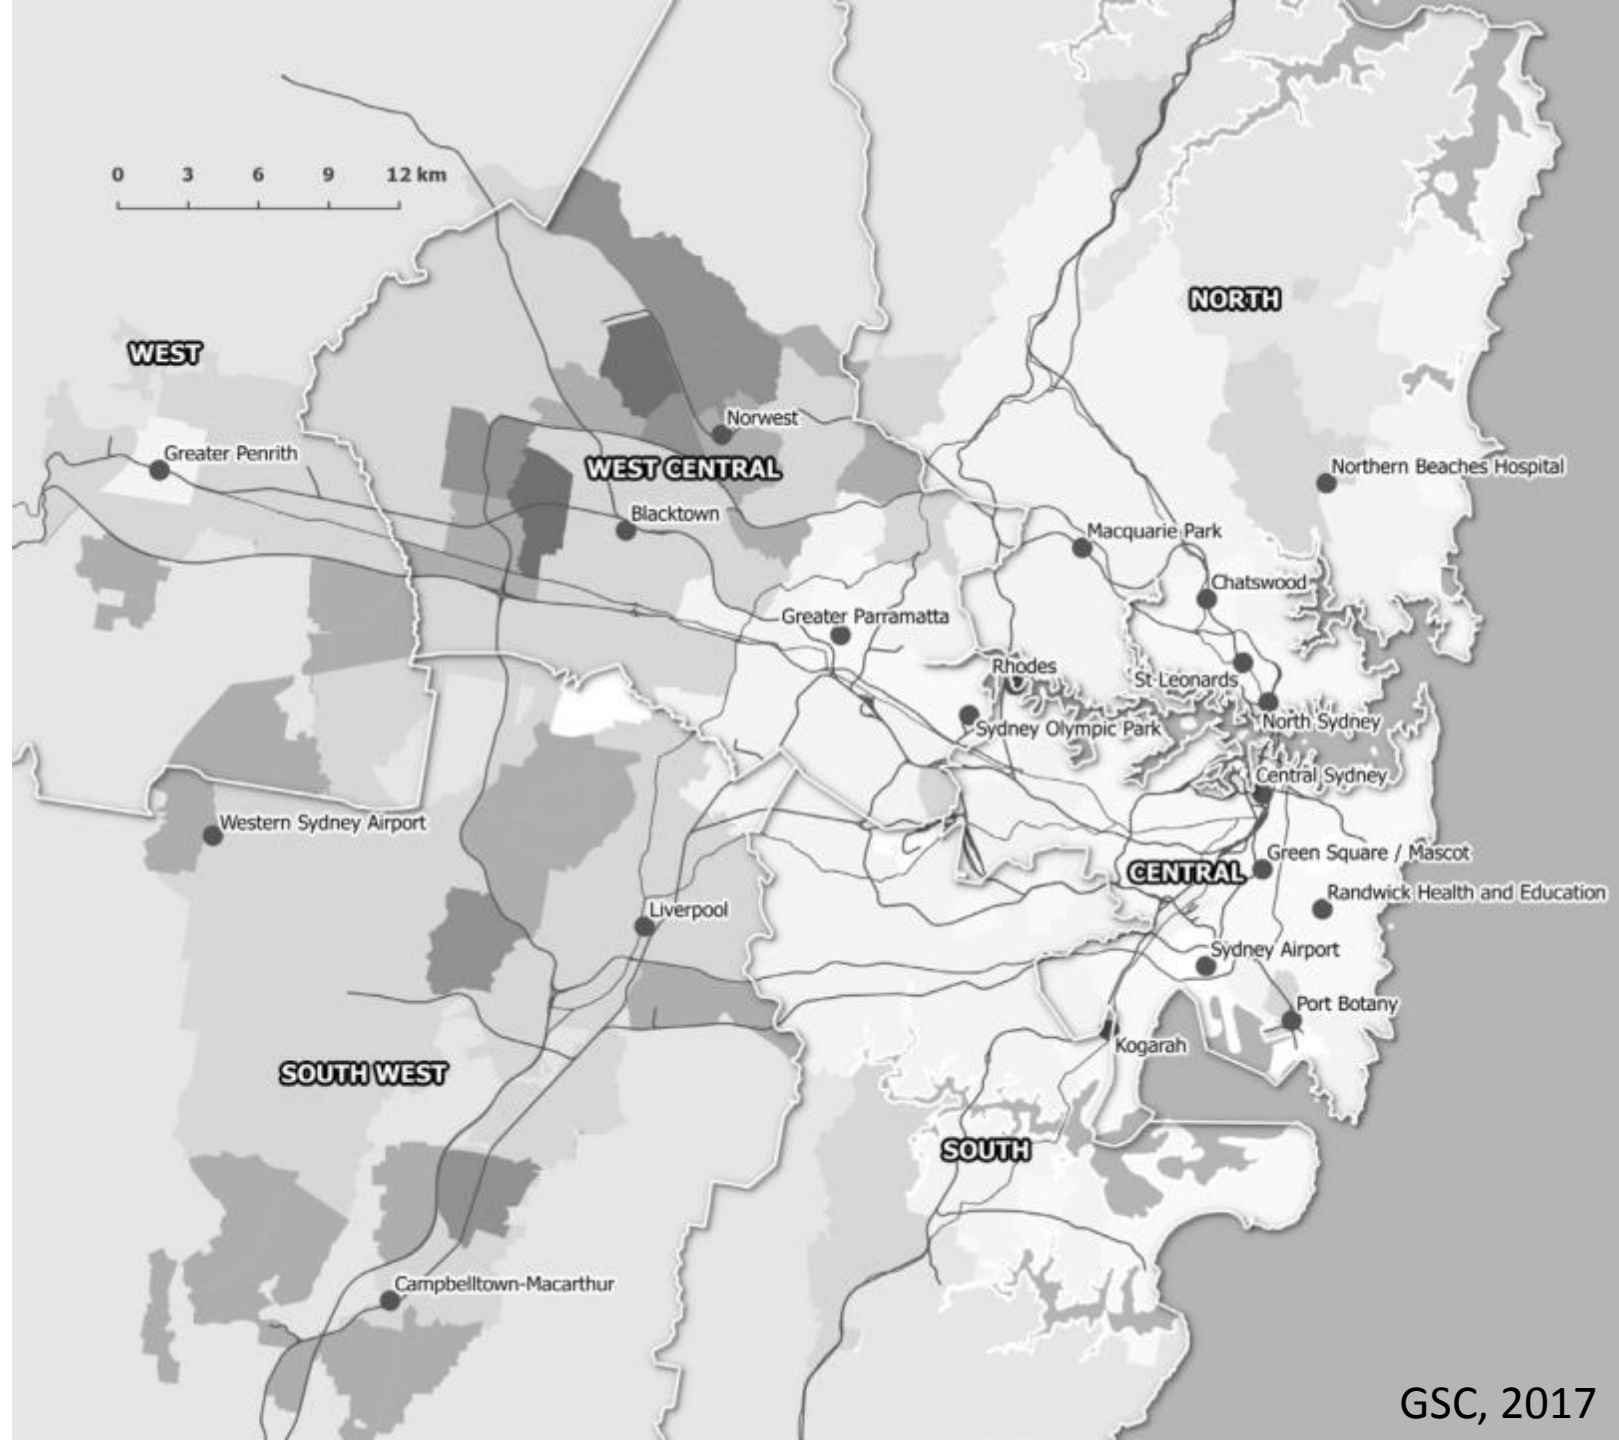 0 3 6 9 12 km
NORTH
WEST
Norwest
Greater Penrith
WEST CENTRAL
Northern Beaches Hospital
Blacktown
Macquarie Park
Chatswood
Greater Parramatta
Rhodes
St Leonards
North Sydney
Sydney Olympic Park
Central Sydney
Western Sydney Airport
Green Square / Mascot
CENTRAL
Randwick Health and Education
Liverpool
Sydney Airport
Port Botany
Kogarah
SOUTH WEST
SOUTH
Campbelltown-Macarthur
GSC, 2017